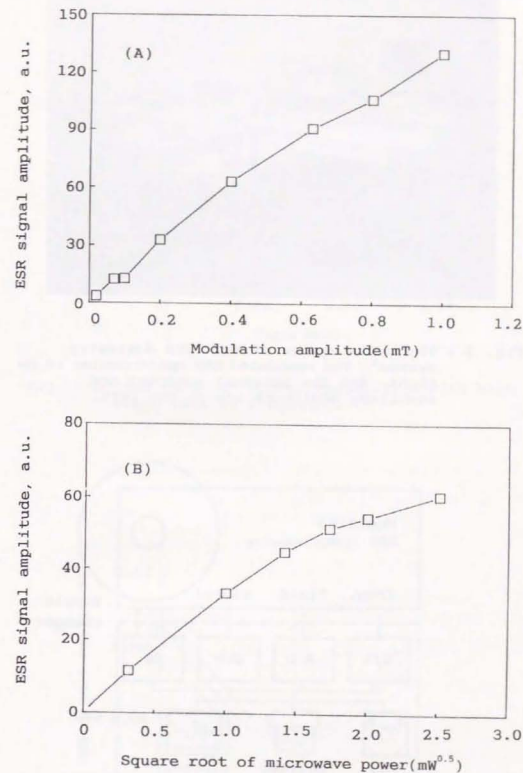 150
120
90
60
30
0
ESR signal amplitude, a.u.
(A)
0.2 0.4 0.6 0.8 1.0 1.2
Modulation amplitude(mT)
80
60
40
20
0
ESR signal amplitude, a.u.
(B)
0.5 1.0 1.5 2.0 2.5 3.0
Square root of microwave power(mW^0.5)